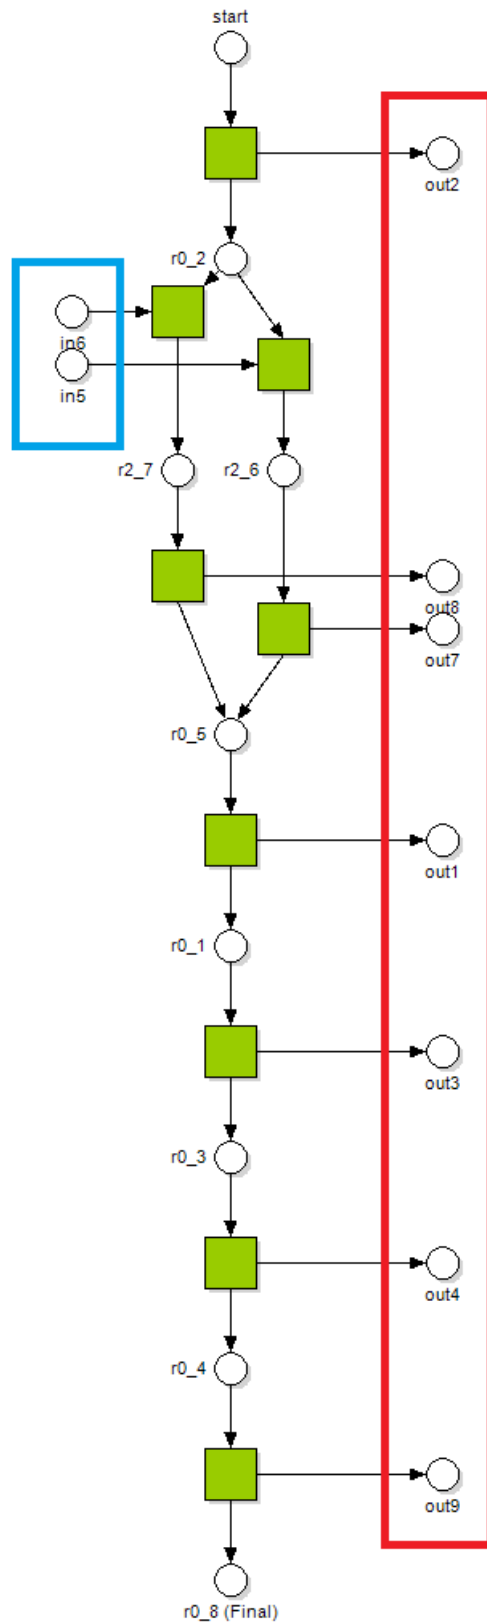 start
out2
r0_2
in6
in5
r2_7
r2_6
out8
out7
r0_5
out1
r0_1
out3
r0_3
out4
r0_4
out9
r0_8 (Final)